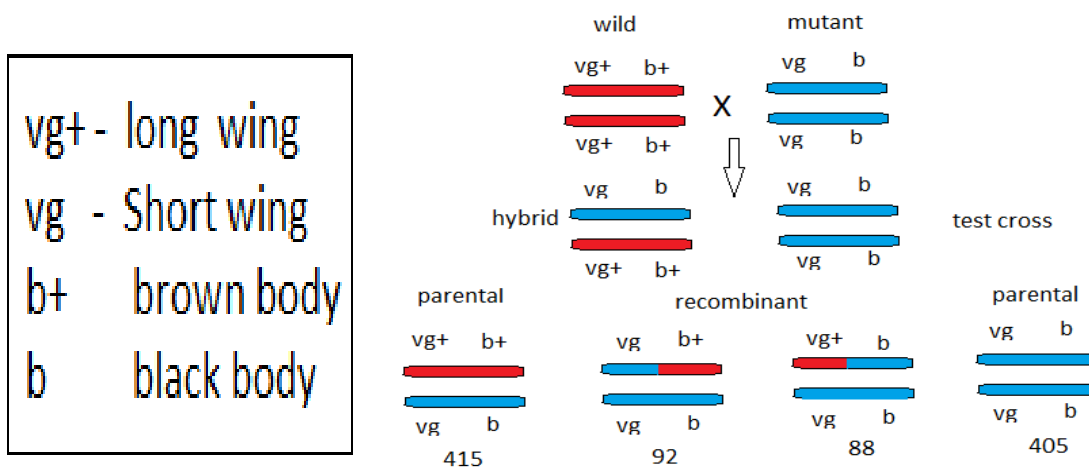 vg+ - long wing
vg - Short wing
b+ brown body
b black body
wild mutant
vg+ b+ vg b
X
vg+ b+ vg b
vg b vg b
hybrid test cross
vg+ b+ vg b
parental recombinant parental
vg+ b+ vg b+ vg+ b vg b
vg b vg b vg b vg b
415 92 88 405